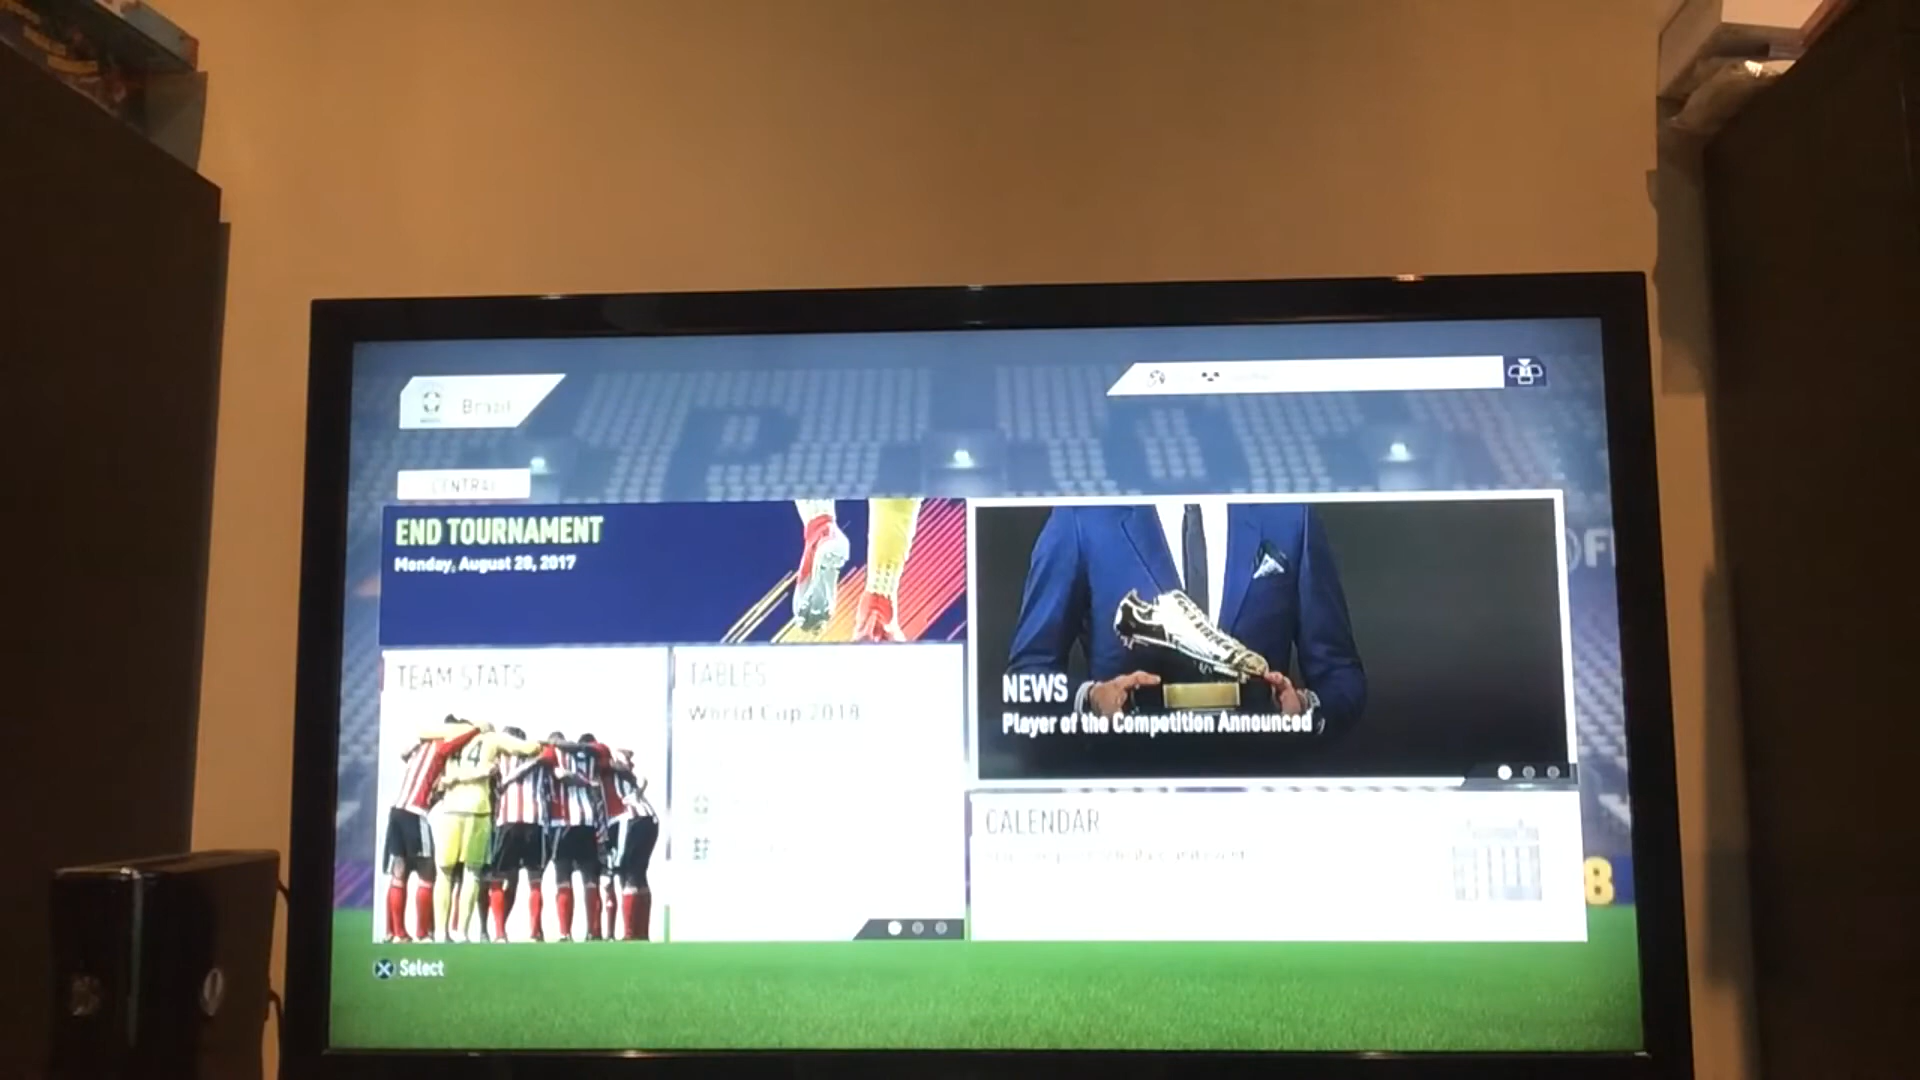 Brazil
CENTRAL
END TOURNAMENT
Monday, August 28, 2017
TEAM STATS
TABLES
World Cup 2018
NEWS
Player of the Competition Announced
CALENDAR
Select